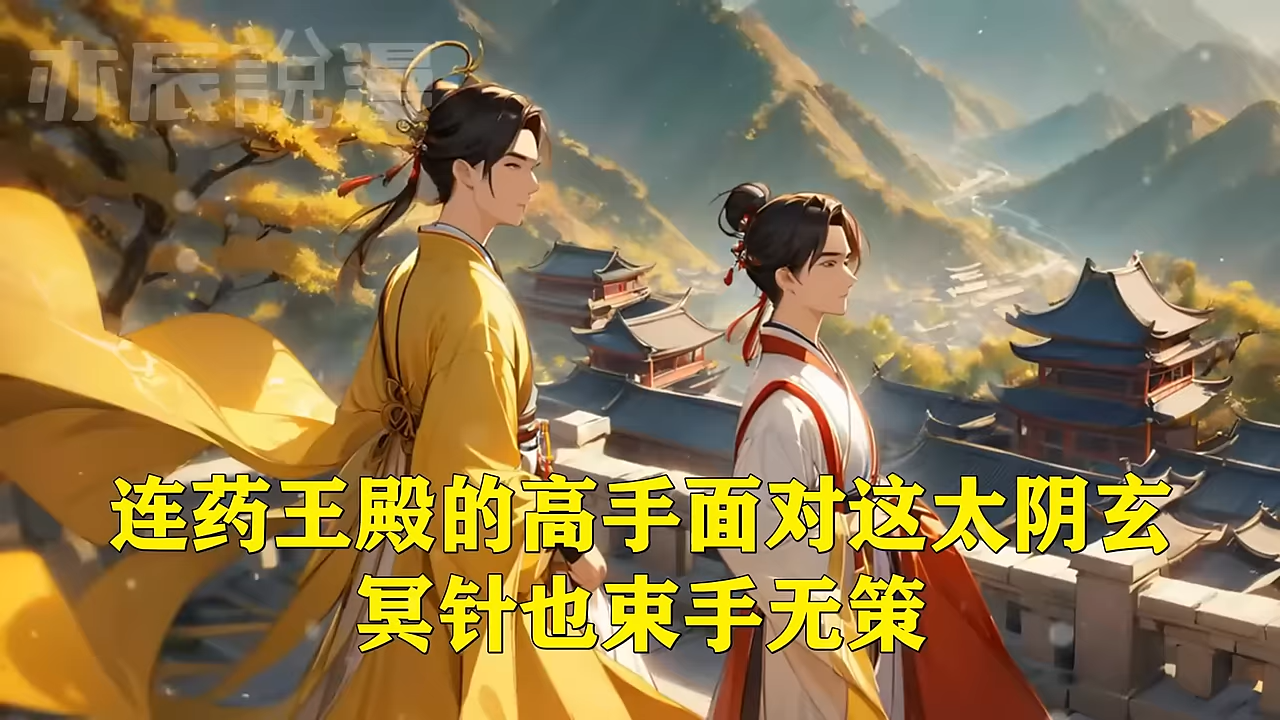 亦辰説漫
连药王殿的高手面对这太阴玄
冥针也束手无策